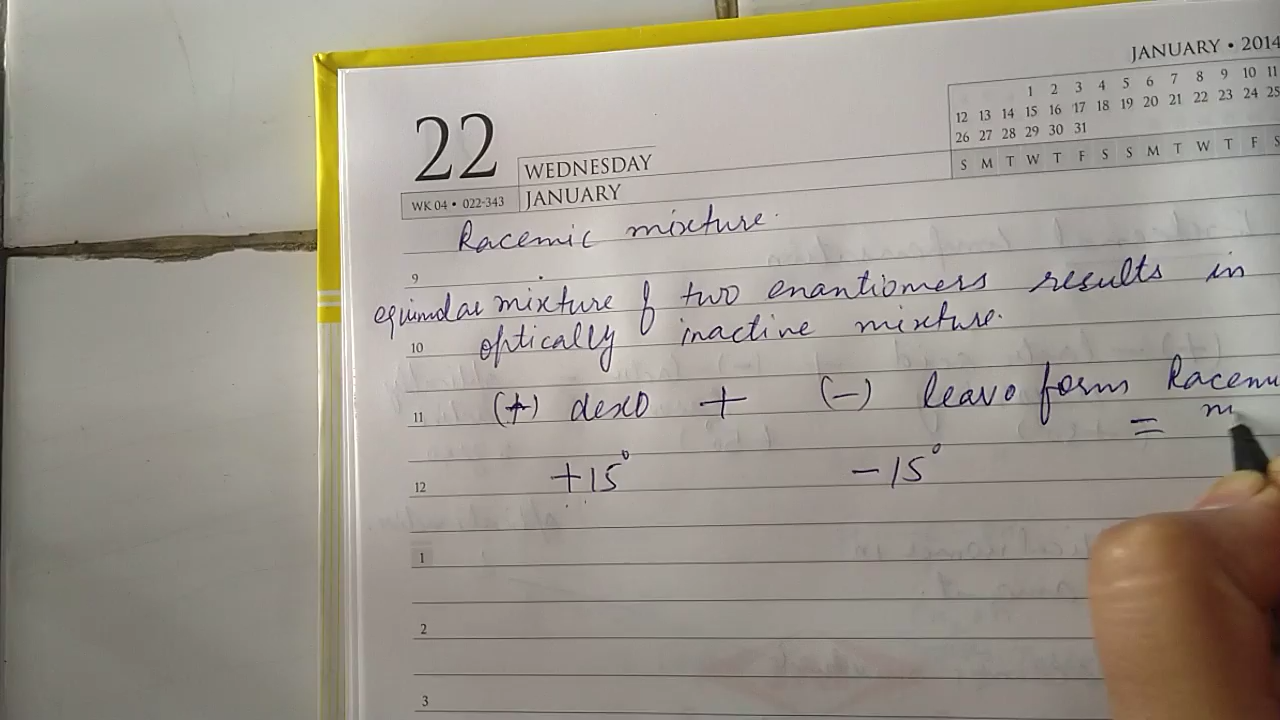 JANUARY • 2014
1 2 3 4 5 6 7 8 9 10 11
12 13 14 15 16 17 18 19 20 21 22 23 24 25
26 27 28 29 30 31
S M T W T F S S M T W T F S
22 WEDNESDAY
WK 04 • 022-343 JANUARY
Racemic mixture.
9
equimolar mixture of two enantiomers results in
10 optically inactive mixture.
11 (+) dexo + (-) leavo form Racemi
= m
12 +15° -15°
1
2
3